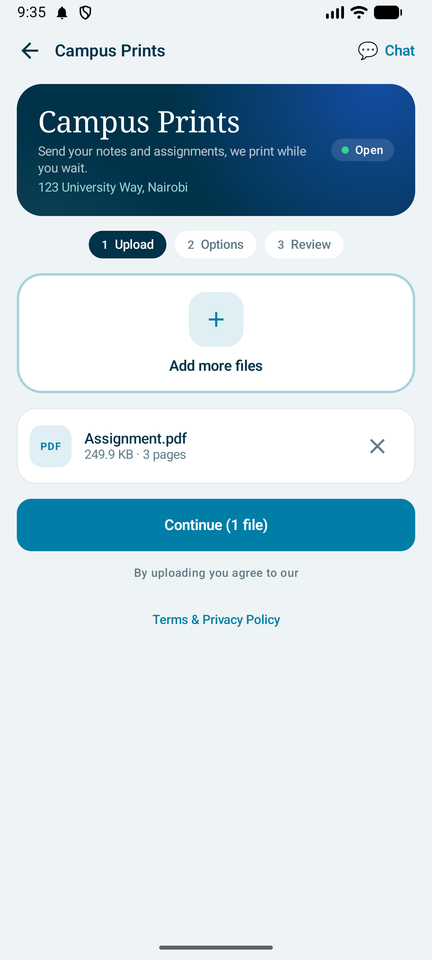 9:35
Campus Prints
Chat
Campus Prints
Send your notes and assignments, we print while
you wait.
123 University Way, Nairobi
Open
1 Upload
2 Options
3 Review
+
Add more files
PDF
Assignment.pdf
249.9 KB · 3 pages
Continue (1 file)
By uploading you agree to our
Terms & Privacy Policy